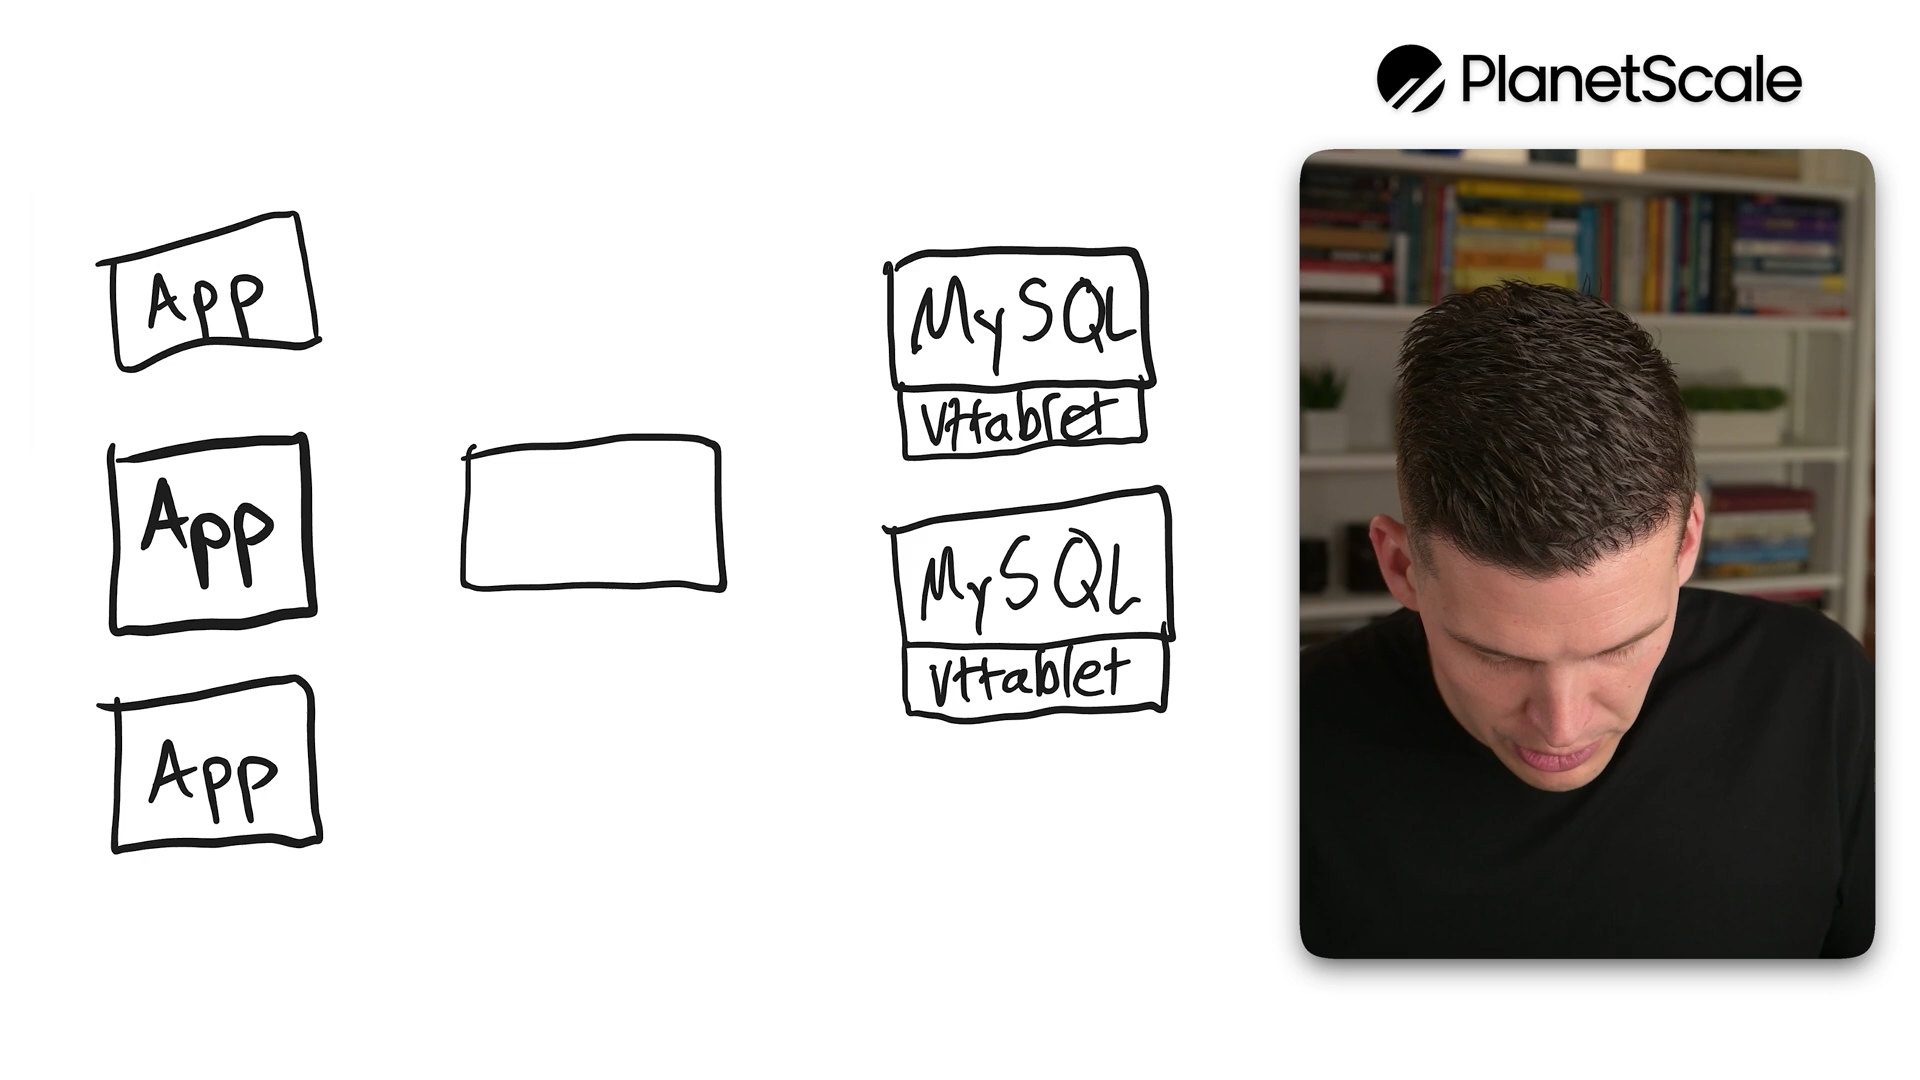 PlanetScale
App
App
App
MySQL
vttablet
MySQL
vttablet